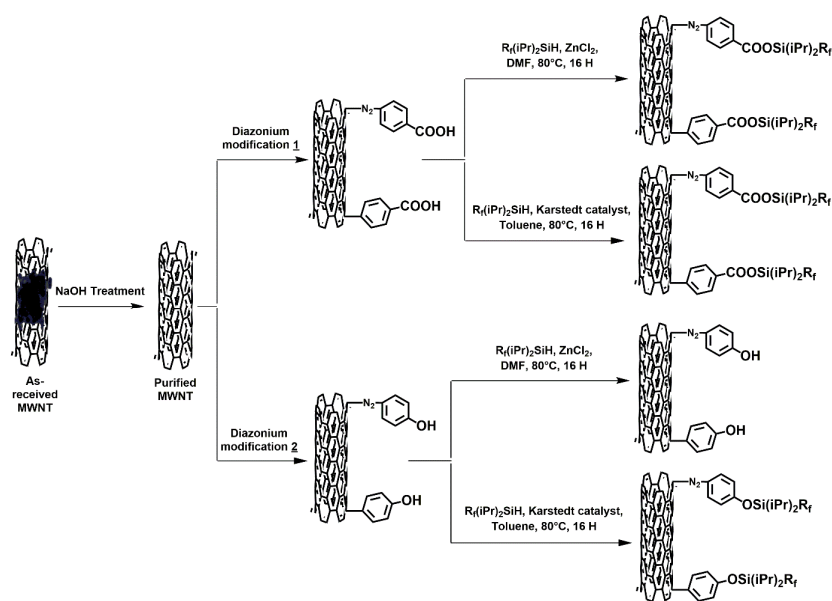 NaOH Treatment
As-
received
MWNT
Purified
MWNT
Diazonium
modification 1
N₂
COOH
COOH
Rf(iPr)₂SiH, ZnCl₂,
DMF, 80°C, 16 H
N₂
COOSi(iPr)₂Rf
COOSi(iPr)₂Rf
Rf(iPr)₂SiH, Karstedt catalyst,
Toluene, 80°C, 16 H
N₂
COOSi(iPr)₂Rf
COOSi(iPr)₂Rf
Diazonium
modification 2
N₂
OH
OH
Rf(iPr)₂SiH, ZnCl₂,
DMF, 80°C, 16 H
N₂
OH
OH
Rf(iPr)₂SiH, Karstedt catalyst,
Toluene, 80°C, 16 H
N₂
OSi(iPr)₂Rf
OSi(iPr)₂Rf